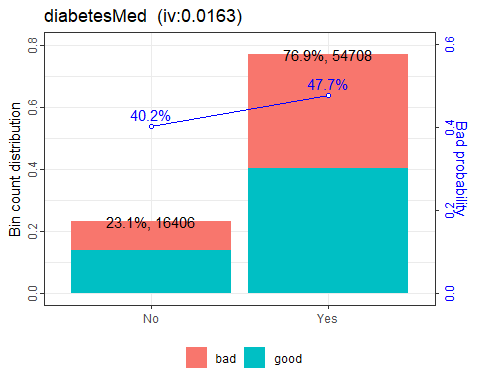 diabetesMed  (iv:0.0163)
Bin count distribution
0.8
0.6
0.4
0.2
0.0
76.9%, 54708
47.7%
40.2%
23.1%, 16406
0.6
0.4
0.2
0.0
Bad probability
No
Yes
bad
good